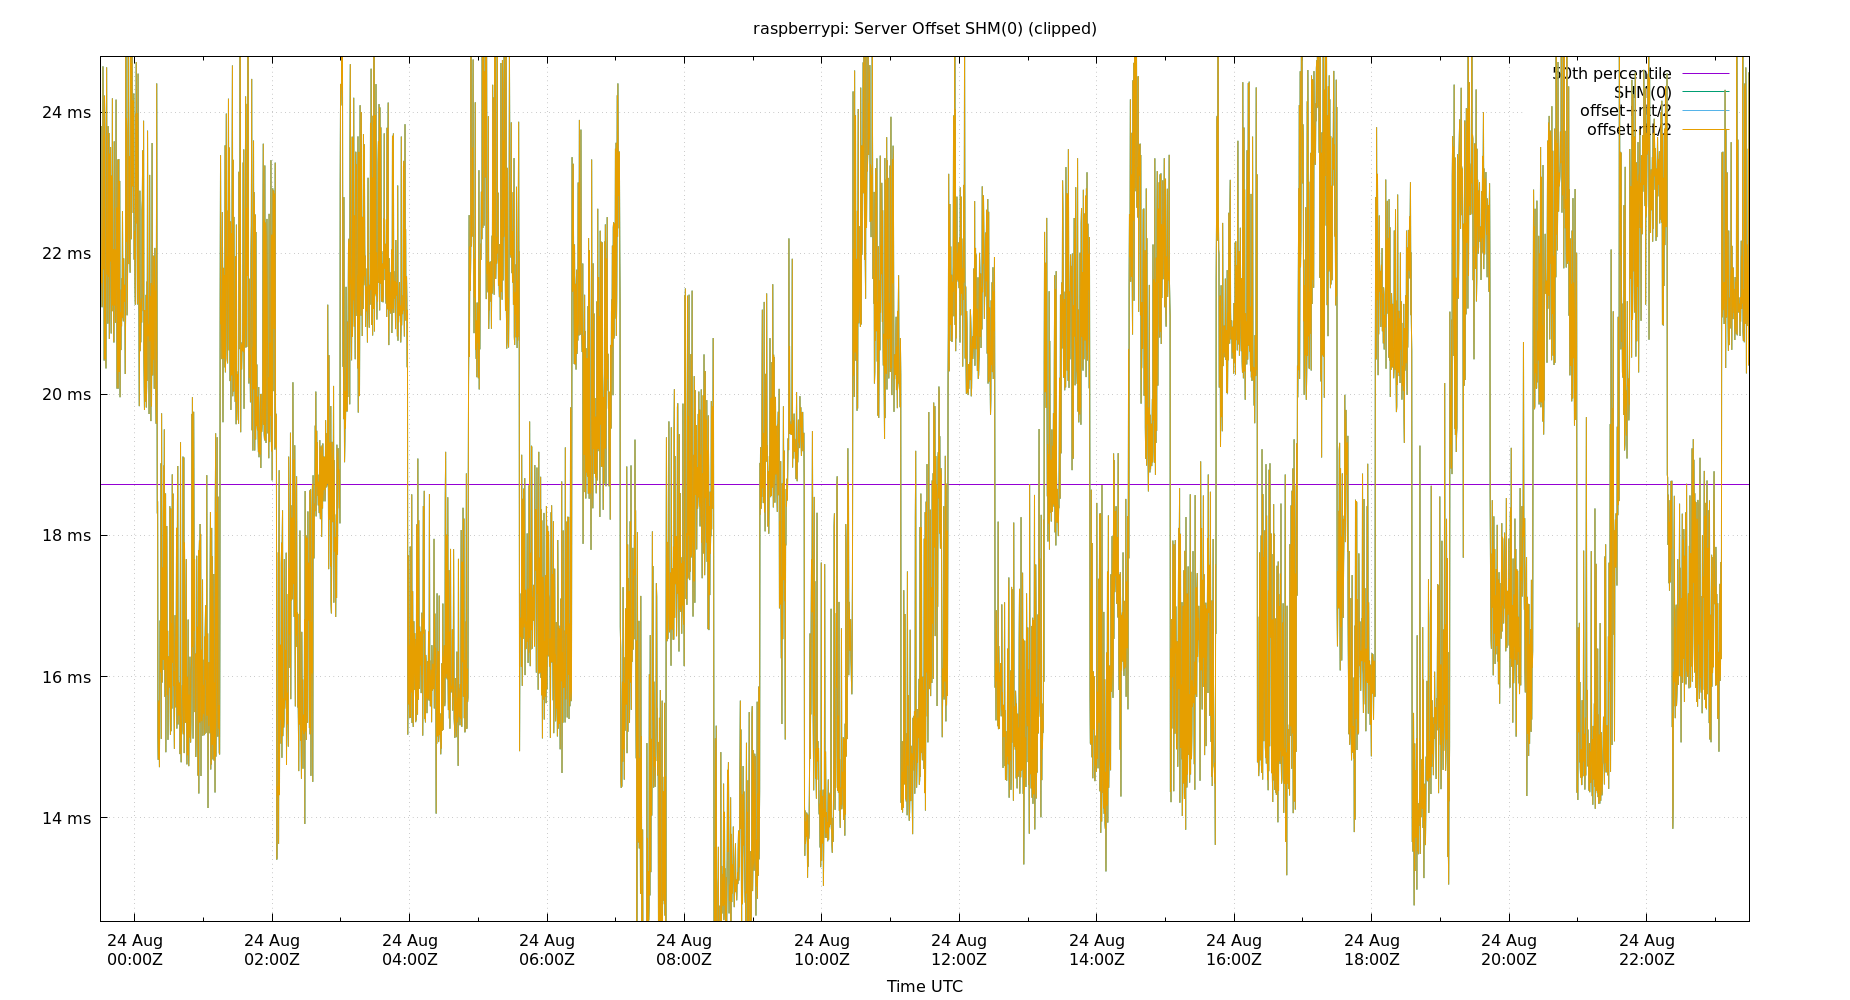 raspberrypi: Server Offset SHM(0) (clipped)
50th percentile
SHM(0)
offset+rtt/2
offset-rtt/2
24 ms
22 ms
20 ms
18 ms
16 ms
14 ms
24 Aug 24 Aug 24 Aug 24 Aug 24 Aug 24 Aug 24 Aug 24 Aug 24 Aug 24 Aug 24 Aug 24 Aug
00:00Z 02:00Z 04:00Z 06:00Z 08:00Z 10:00Z 12:00Z 14:00Z 16:00Z 18:00Z 20:00Z 22:00Z
Time UTC